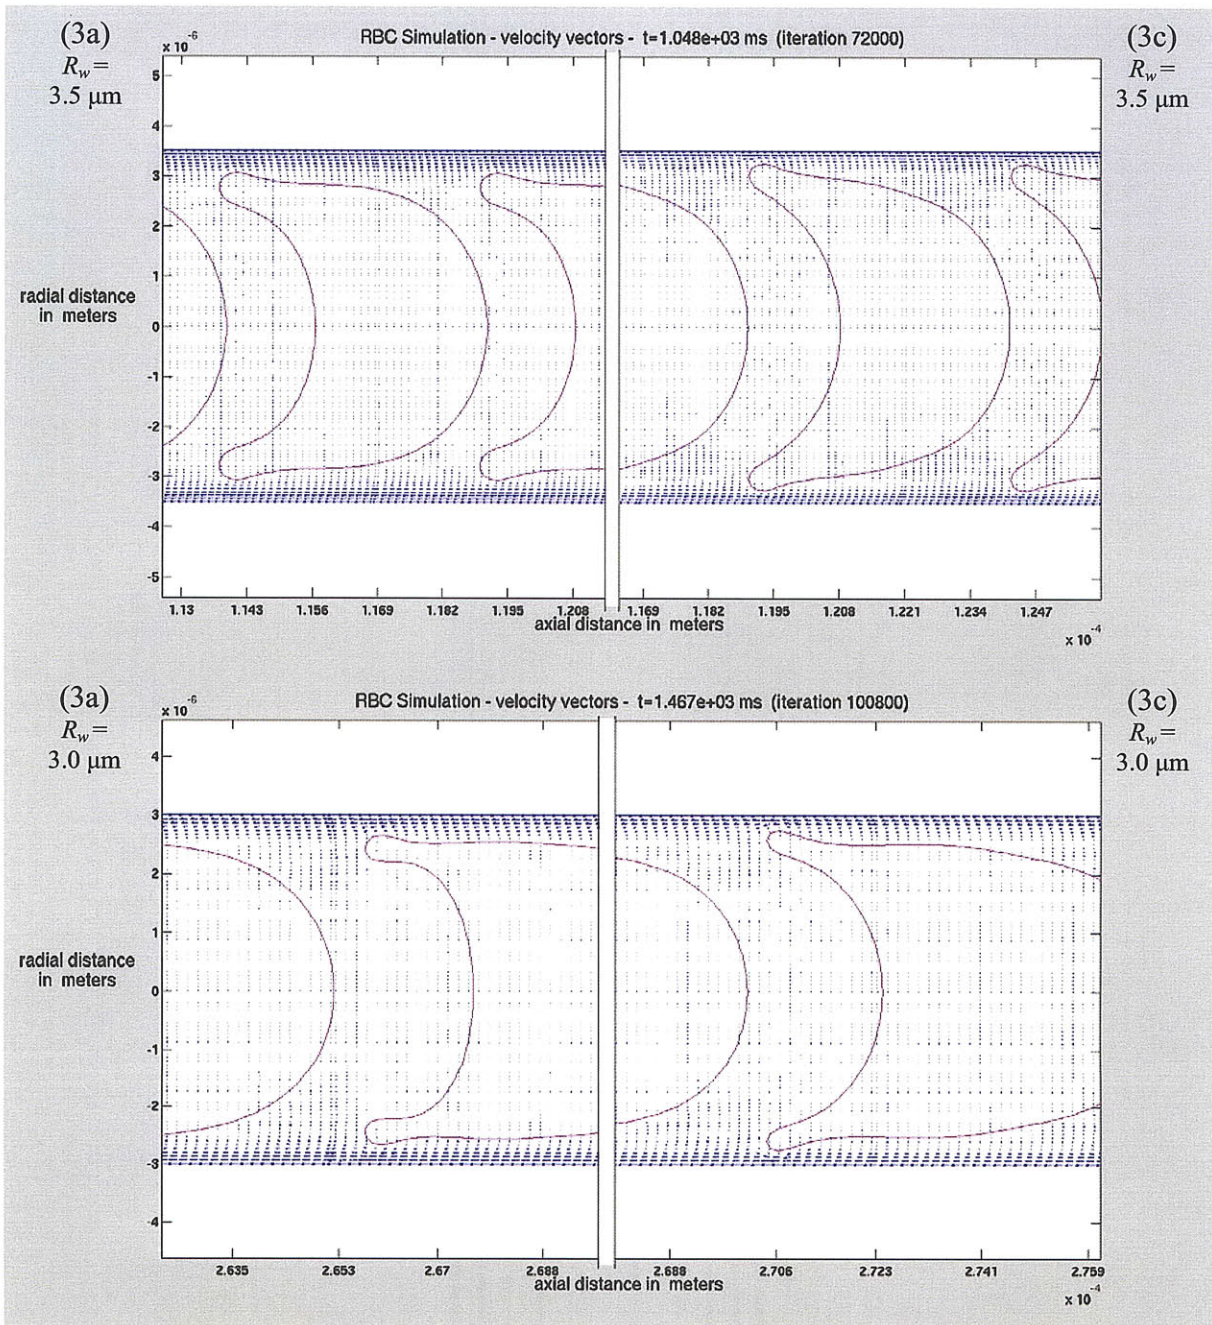 (3a)
R_w =
3.5 µm
x 10^-6
RBC Simulation - velocity vectors - t=1.048e+03 ms (iteration 72000)
(3c)
R_w =
3.5 µm
5
4
3
2
1
0
-1
-2
-3
-4
-5
radial distance
in meters
1.13 1.143 1.156 1.169 1.182 1.195 1.208 1.169 1.182 1.195 1.208 1.221 1.234 1.247
axial distance in meters
x 10^-4
(3a)
R_w =
3.0 µm
x 10^-6
RBC Simulation - velocity vectors - t=1.467e+03 ms (iteration 100800)
(3c)
R_w =
3.0 µm
4
3
2
1
0
-1
-2
-3
-4
radial distance
in meters
2.635 2.653 2.67 2.688 2.688 2.706 2.723 2.741 2.759
axial distance in meters
x 10^-4